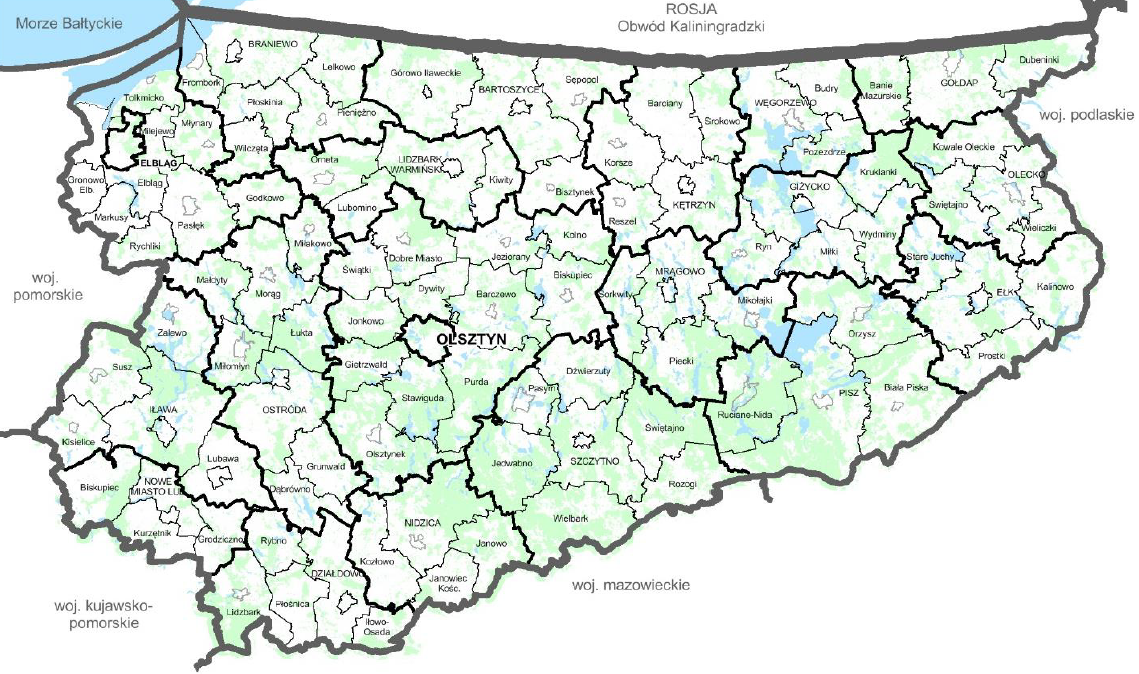 Morze Bałtyckie
ROSJA
Obwód Kaliningradzki
woj. podlaskie
woj.
pomorskie
woj. kujawsko-
pomorskie
woj. mazowieckie
BRANIEWO
Lelkowo
Frombork
Płoskinia
Pieniężno
Wilczęta
Tolkmicko
Milejewo
Młynary
ELBLĄG
Elbląg
Gronowo
Elb.
Markusy
Pasłęk
Rychliki
Godkowo
Górowo Iławeckie
BARTOSZYCE
Sępopol
Bisztynek
Orneta
LIDZBARK
WARMIŃSKI
Kiwity
Lubomino
Barciany
Srokowo
Korsze
KĘTRZYN
Reszel
WĘGORZEWO
Budry
Pozezdrze
Banie
Mazurskie
GOŁDAP
Dubeninki
Kowale Oleckie
OLECKO
Świętajno
Wieliczki
Kruklanki
GIŻYCKO
Wydminy
Ryn
Miłki
Stare Juchy
EŁK
Kalinowo
Prostki
Miłakowo
Małdyty
Morąg
Łukta
Miłomłyn
OSTRÓDA
Grunwald
Dąbrówno
Świątki
Dobre Miasto
Jeziorany
Kolno
Biskupiec
Dywity
Barczewo
Jonkowo
OLSZTYN
Gietrzwałd
Stawiguda
Purda
Olsztynek
Sorkwity
MRĄGOWO
Mikołajki
Piecki
Orzysz
PISZ
Biała Piska
Ruciane-Nida
Dźwierzuty
Pasym
Świętajno
Jedwabno
SZCZYTNO
Rozogi
Wielbark
Zalewo
Susz
IŁAWA
Kisielice
Lubawa
Biskupiec
NOWE
MIASTO LUB.
Kurzętnik
Grodziczno
Rybno
DZIAŁDOWO
Lidzbark
Płośnica
Iłowo-
Osada
NIDZICA
Kozłowo
Janowo
Janowiec
Kośc.